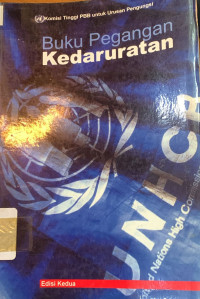 Komisi Tinggi PBB untuk Urusan Pengungsi
Buku Pegangan
Kedaruratan
UNHCR
Nations High Com
Edisi Kedua